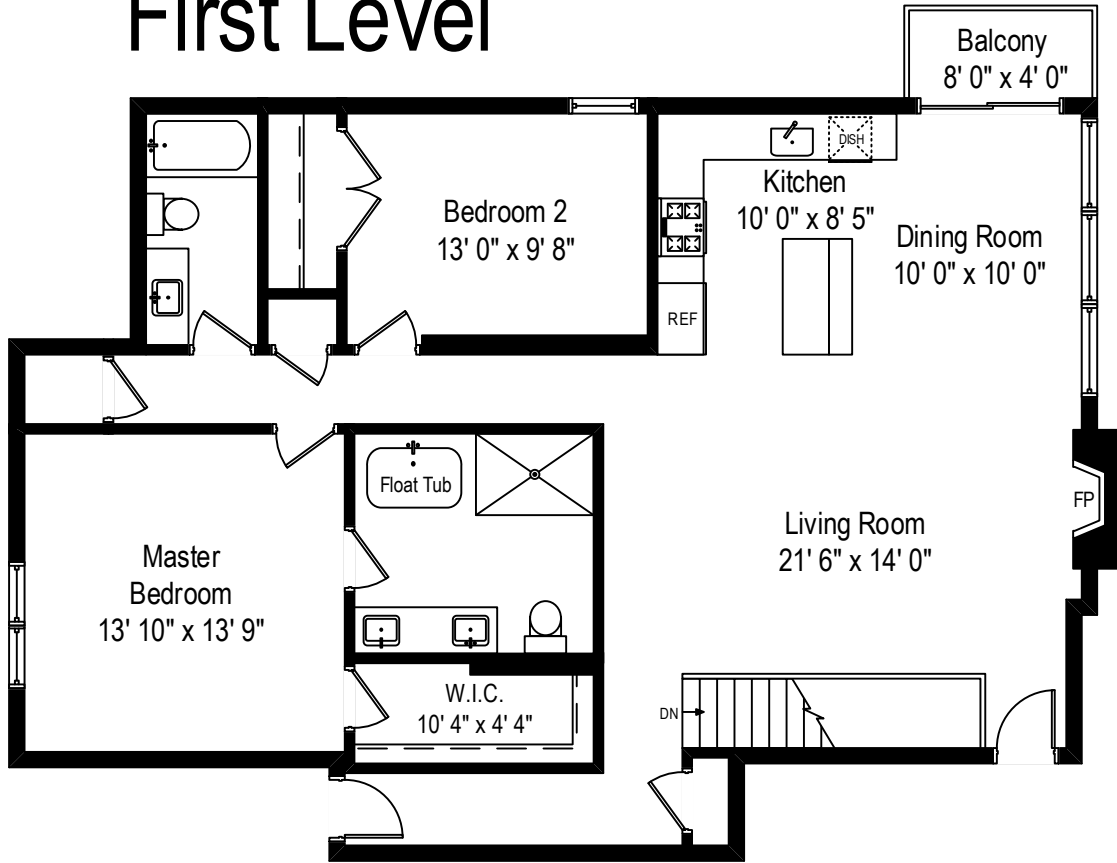 First Level
Balcony
8' 0" x 4' 0"
DISH
Kitchen
10' 0" x 8' 5"
Bedroom 2
13' 0" x 9' 8"
Dining Room
10' 0" x 10' 0"
REF
Float Tub
FP
Living Room
21' 6" x 14' 0"
Master
Bedroom
13' 10" x 13' 9"
W.I.C.
10' 4" x 4' 4"
DN